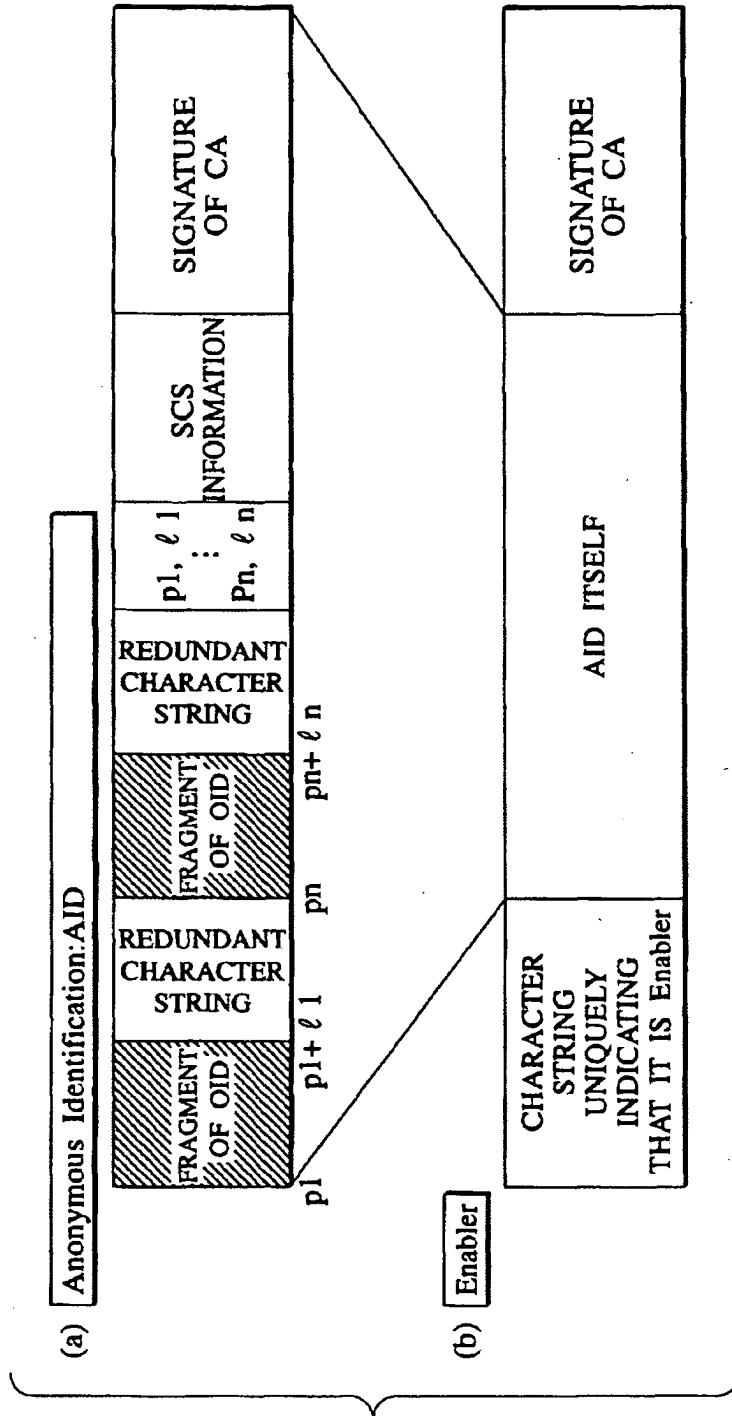 (a) Anonymous Identification:AID
FRAGMENT
OF OID
REDUNDANT
CHARACTER
STRING
FRAGMENT
OF OID
REDUNDANT
CHARACTER
STRING
p1, ℓ 1
⋮
Pn, ℓ n
SCS
INFORMATION
SIGNATURE
OF CA
p1
p1+ ℓ 1
pn
pn+ ℓ n
(b) Enabler
CHARACTER
STRING
UNIQUELY
INDICATING
THAT IT IS Enabler
AID ITSELF
SIGNATURE
OF CA